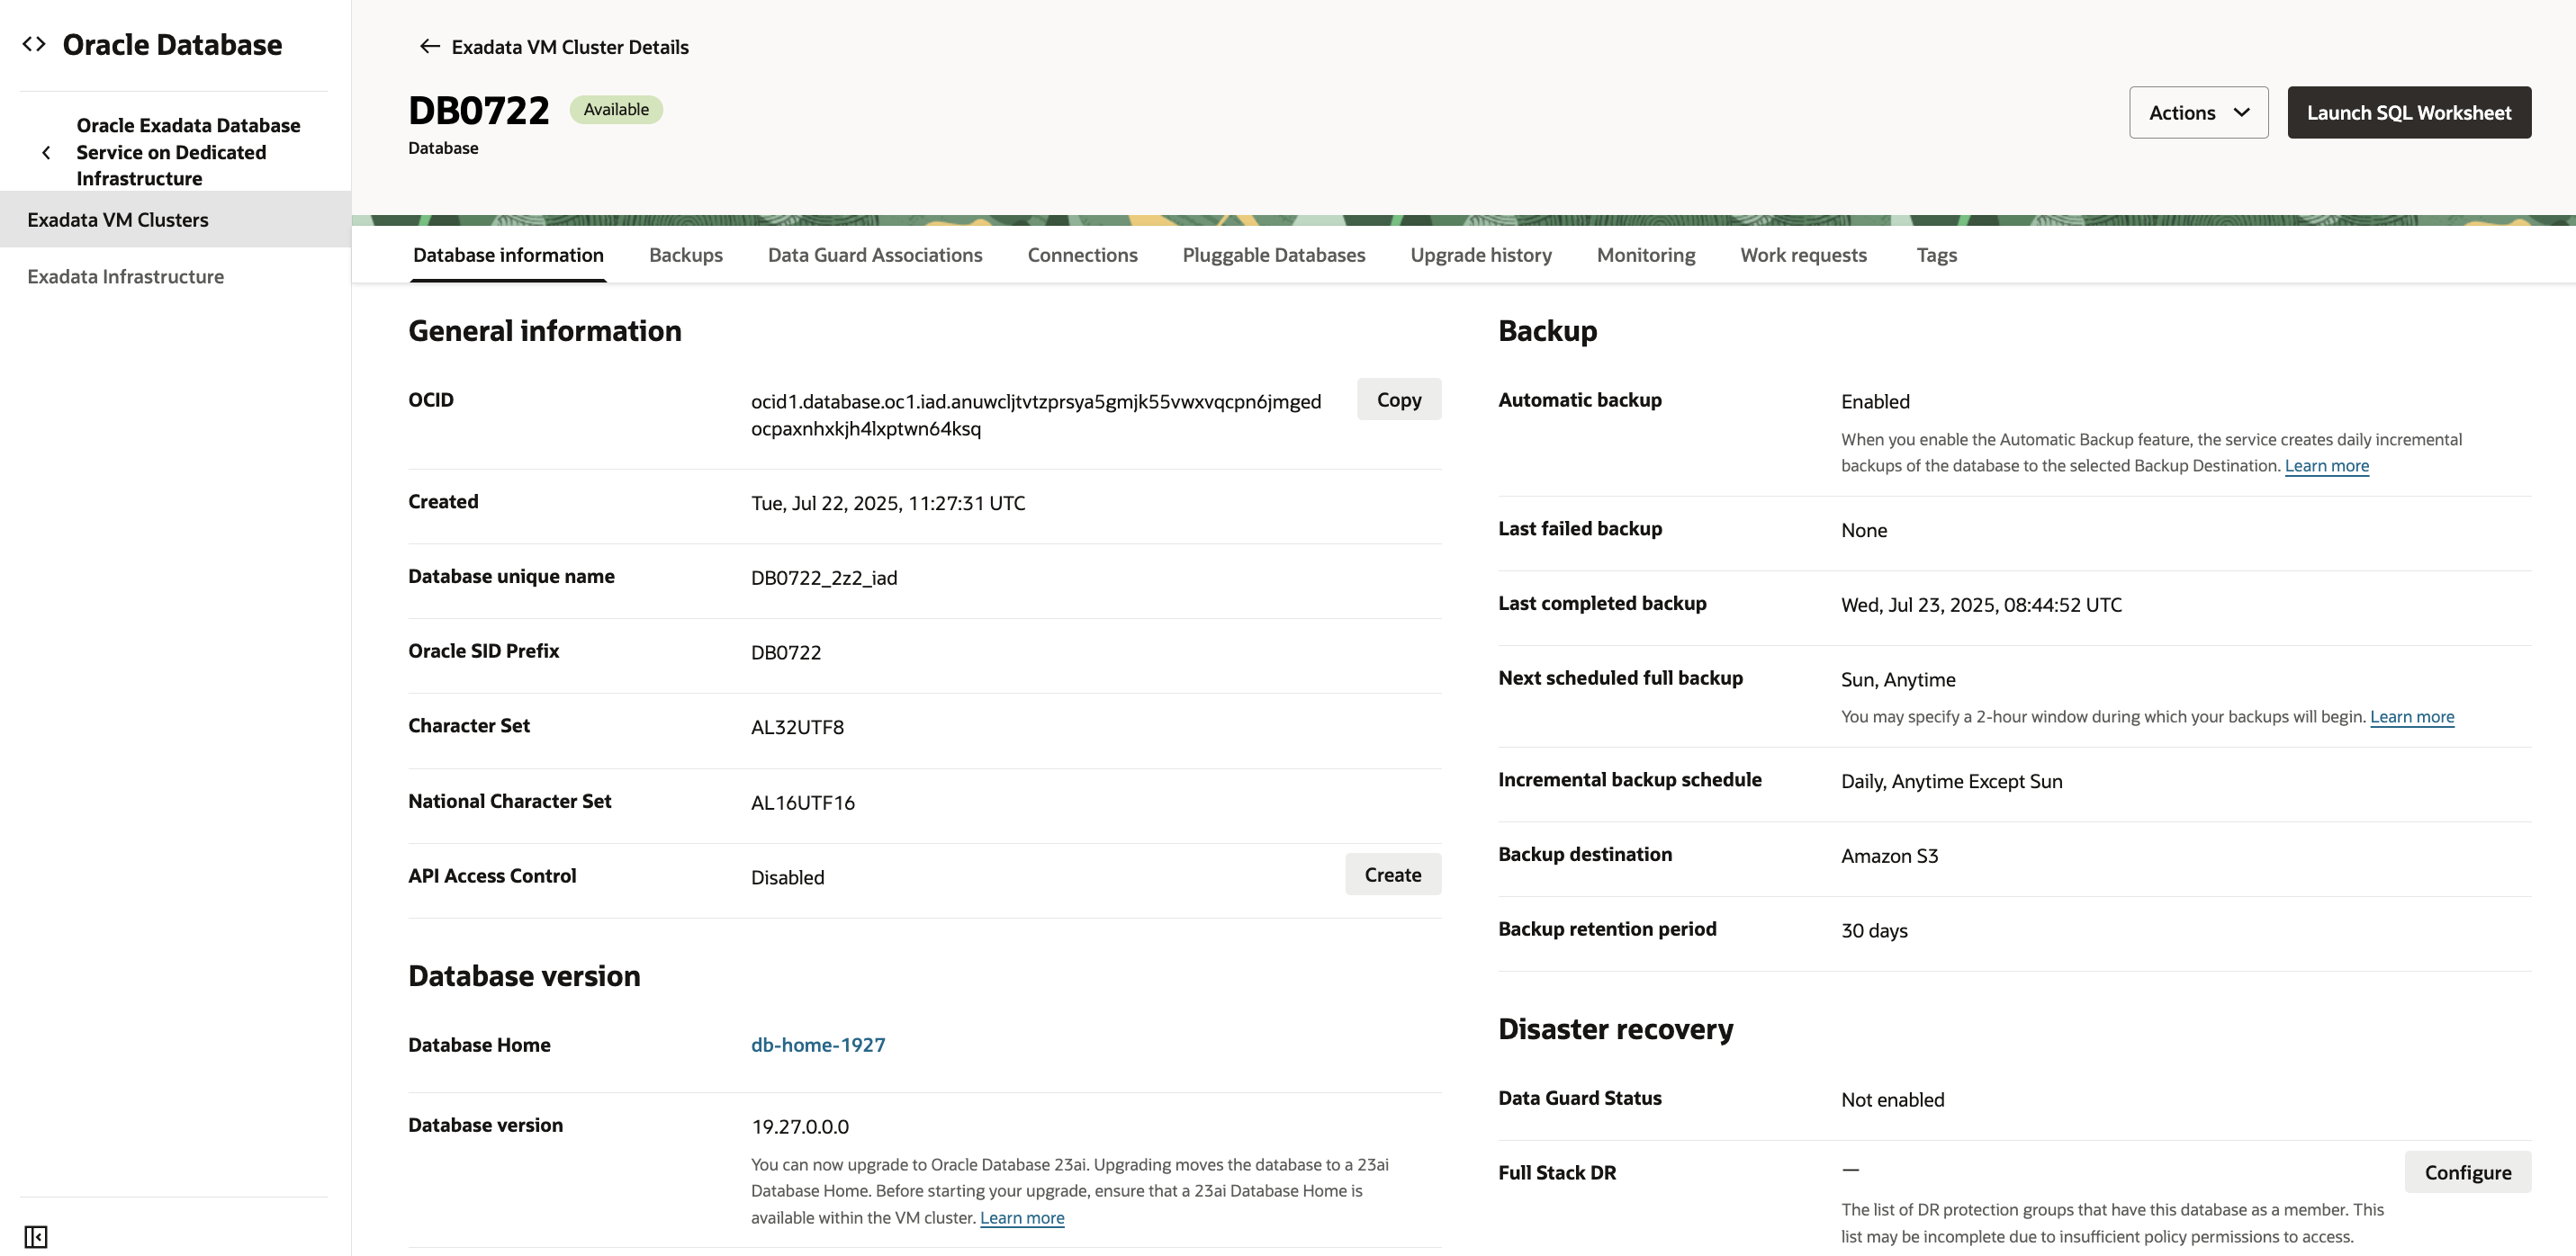 Oracle Database
Oracle Exadata Database
Service on Dedicated
Infrastructure
Exadata VM Clusters
Exadata Infrastructure
Exadata VM Cluster Details
DB0722
Available
Database
Actions
Launch SQL Worksheet
Database information
Backups
Data Guard Associations
Connections
Pluggable Databases
Upgrade history
Monitoring
Work requests
Tags
General information
OCID
ocid1.database.oc1.iad.anuwcljtvtzprsya5gmjk55vwxvqcpn6jmged
ocpaxnhxkjh4lxptwn64ksq
Copy
Created
Tue, Jul 22, 2025, 11:27:31 UTC
Database unique name
DB0722_2z2_iad
Oracle SID Prefix
DB0722
Character Set
AL32UTF8
National Character Set
AL16UTF16
API Access Control
Disabled
Create
Database version
Database Home
db-home-1927
Database version
19.27.0.0.0
You can now upgrade to Oracle Database 23ai. Upgrading moves the database to a 23ai
Database Home. Before starting your upgrade, ensure that a 23ai Database Home is
available within the VM cluster. Learn more
Backup
Automatic backup
Enabled
When you enable the Automatic Backup feature, the service creates daily incremental
backups of the database to the selected Backup Destination. Learn more
Last failed backup
None
Last completed backup
Wed, Jul 23, 2025, 08:44:52 UTC
Next scheduled full backup
Sun, Anytime
You may specify a 2-hour window during which your backups will begin. Learn more
Incremental backup schedule
Daily, Anytime Except Sun
Backup destination
Amazon S3
Backup retention period
30 days
Disaster recovery
Data Guard Status
Not enabled
Full Stack DR
—
Configure
The list of DR protection groups that have this database as a member. This
list may be incomplete due to insufficient policy permissions to access.